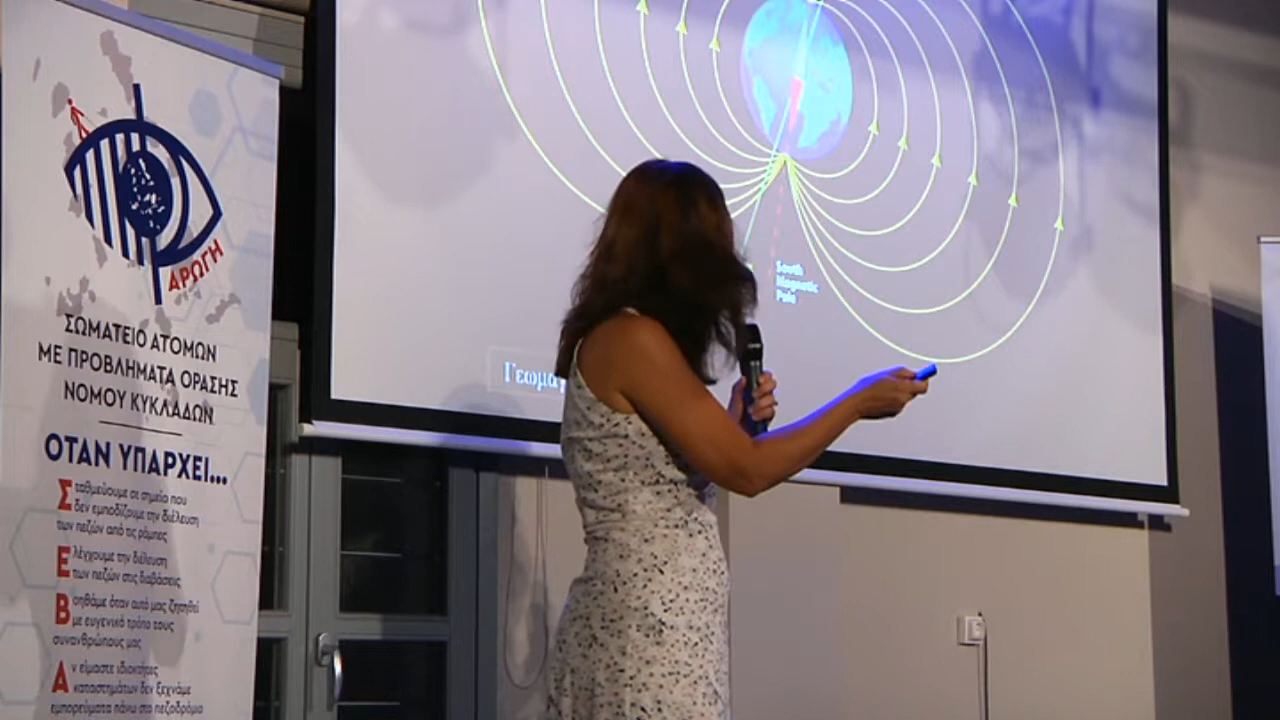 ΑΡΩΓΗ
ΣΩΜΑΤΕΙΟ ΑΤΟΜΩΝ
ΜΕ ΠΡΟΒΛΗΜΑΤΑ ΟΡΑΣΗΣ
ΝΟΜΟΥ ΚΥΚΛΑΔΩΝ
ΟΤΑΝ ΥΠΑΡΧΕΙ...
Σταθμεύουμε σε σημείο που
δεν εμποδίζουμε την διέλευση
των πεζών από τις ράμπες
Ελέγχουμε την διέλευση
των πεζών στις διαβάσεις
Βοηθάμε όταν αυτό μας ζητηθεί
με ευγενικό τρόπο τους
συνανθρώπους μας
Αν είμαστε ιδιοκτήτες
καταστημάτων δεν ξεχνάμε
εμπορεύματα πάνω στο πεζοδρόμιο
South
Magnetic
Pole